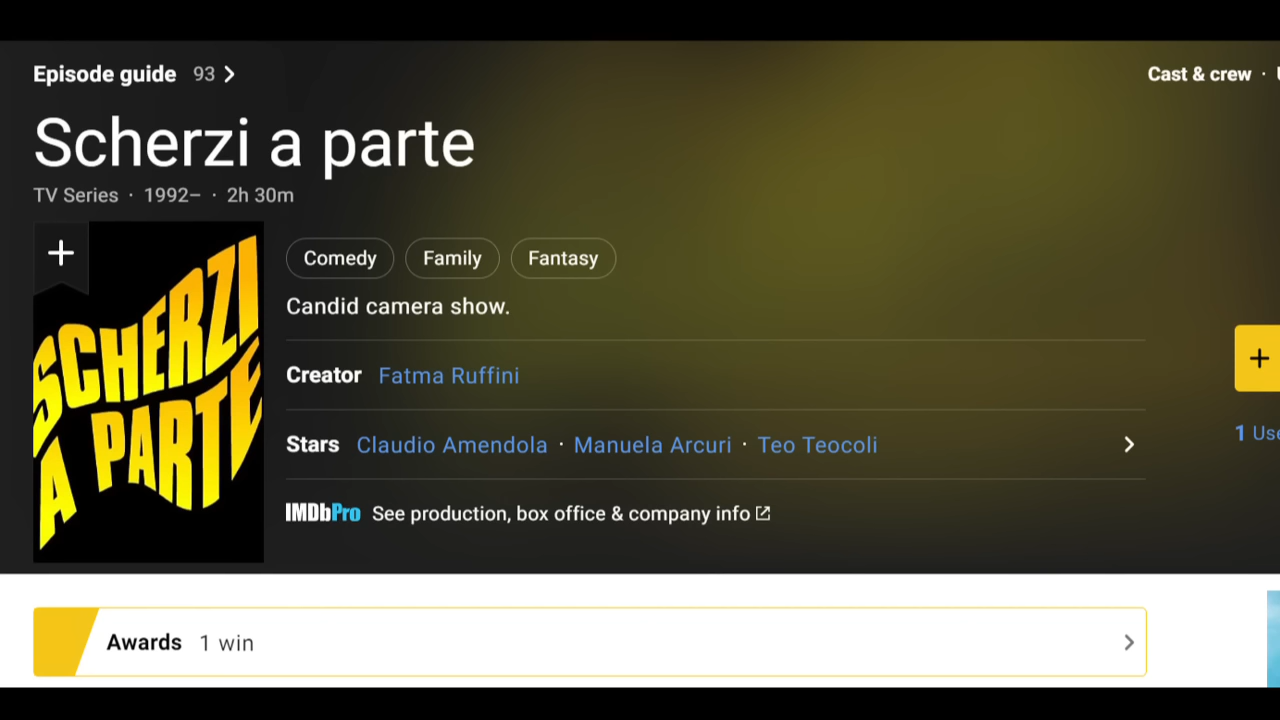 Episode guide 93
Cast & crew ·
Scherzi a parte
TV Series · 1992– · 2h 30m
SCHERZI
A PARTE
Comedy Family Fantasy
Candid camera show.
Creator Fatma Ruffini
Stars Claudio Amendola · Manuela Arcuri · Teo Teocoli
1
IMDbPro See production, box office & company info
Awards 1 win